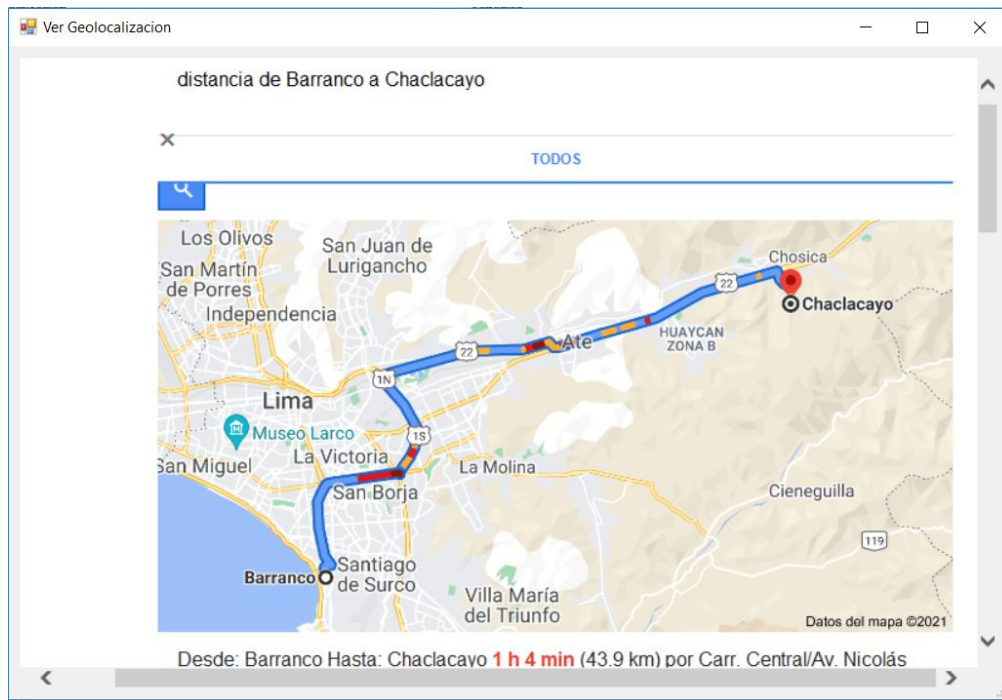 Ver Geolocalizacion
distancia de Barranco a Chaclacayo
TODOS
Los Olivos
San Juan de
Lurigancho
San Martín
de Porres
Independencia
Chosica
22
Chaclacayo
HUAYCAN
ZONA B
Ate
22
1N
Lima
Museo Larco
1S
La Victoria
San Miguel
La Molina
San Borja
Cieneguilla
119
Santiago
de Surco
Barranco
Villa María
del Triunfo
Datos del mapa ©2021
Desde: Barranco Hasta: Chaclacayo 1 h 4 min (43.9 km) por Carr. Central/Av. Nicolás